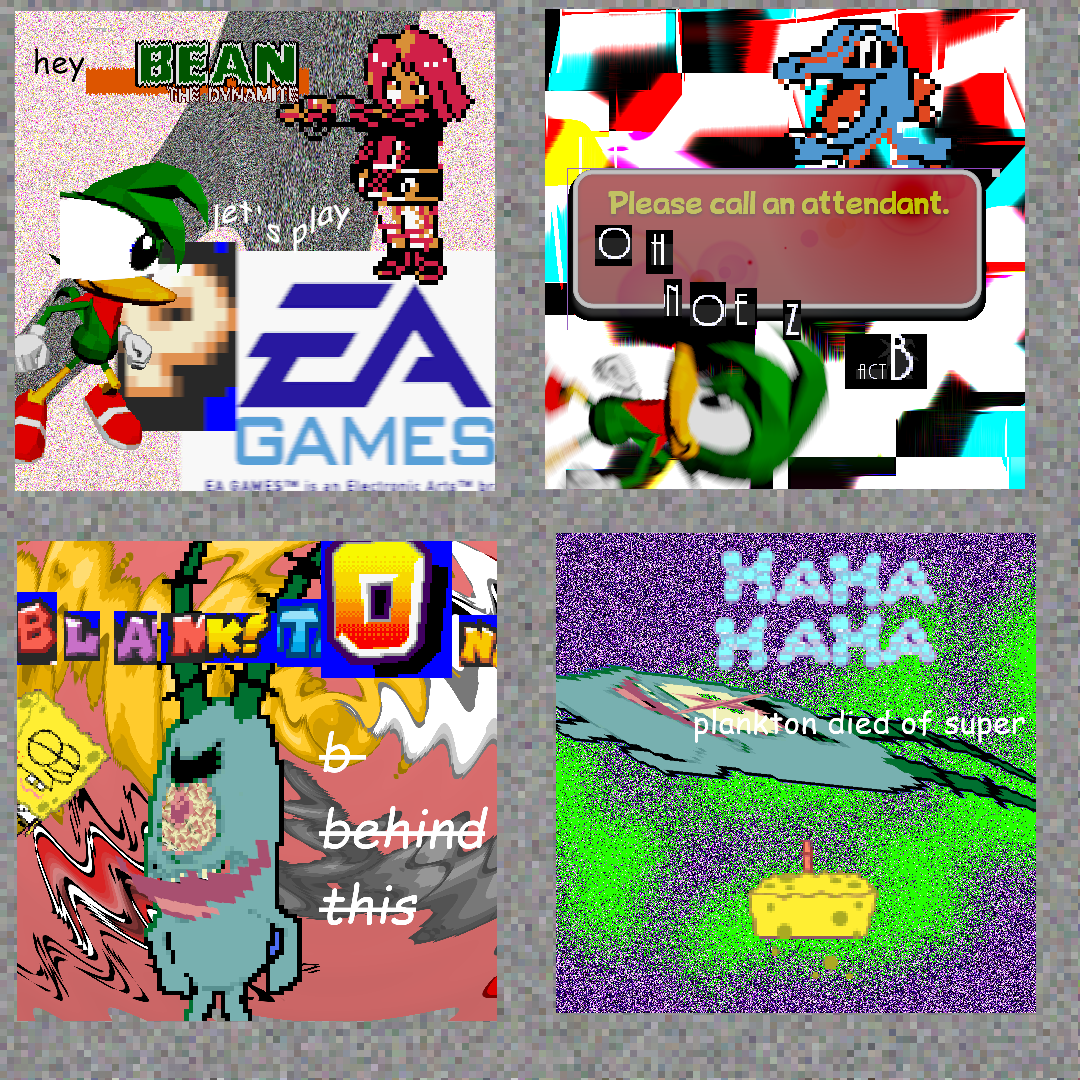 hey
BEAN
THE DYNAMITE
let's play
EA
GAMES
EA GAMES™ is an Electronic Arts™ br
Please call an attendant.
O H
NOE Z
ACT B
BLANK! T.O N
b
behind
this
HAHA
HAHA
plankton died of super